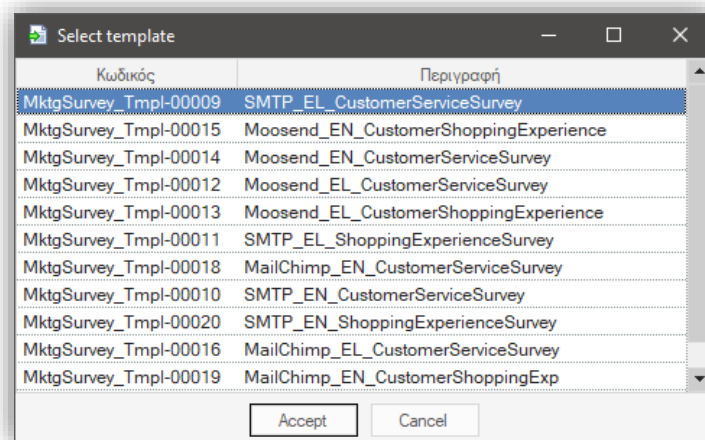 Select template
Κωδικός Περιγραφή
MktgSurvey_Tmpl-00009 SMTP_EL_CustomerServiceSurvey
MktgSurvey_Tmpl-00015 Moosend_EN_CustomerShoppingExperience
MktgSurvey_Tmpl-00014 Moosend_EN_CustomerServiceSurvey
MktgSurvey_Tmpl-00012 Moosend_EL_CustomerServiceSurvey
MktgSurvey_Tmpl-00013 Moosend_EL_CustomerShoppingExperience
MktgSurvey_Tmpl-00011 SMTP_EL_ShoppingExperienceSurvey
MktgSurvey_Tmpl-00018 MailChimp_EN_CustomerServiceSurvey
MktgSurvey_Tmpl-00010 SMTP_EN_CustomerServiceSurvey
MktgSurvey_Tmpl-00020 SMTP_EN_ShoppingExperienceSurvey
MktgSurvey_Tmpl-00016 MailChimp_EL_CustomerServiceSurvey
MktgSurvey_Tmpl-00019 MailChimp_EN_CustomerShoppingExp
Accept Cancel